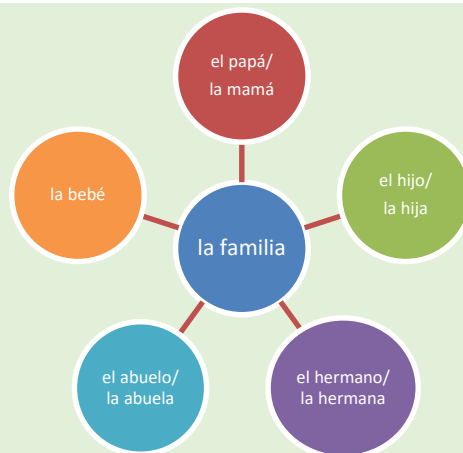 el papá/
la mamá
la bebé
el hijo/
la hija
la familia
el abuelo/
la abuela
el hermano/
la hermana